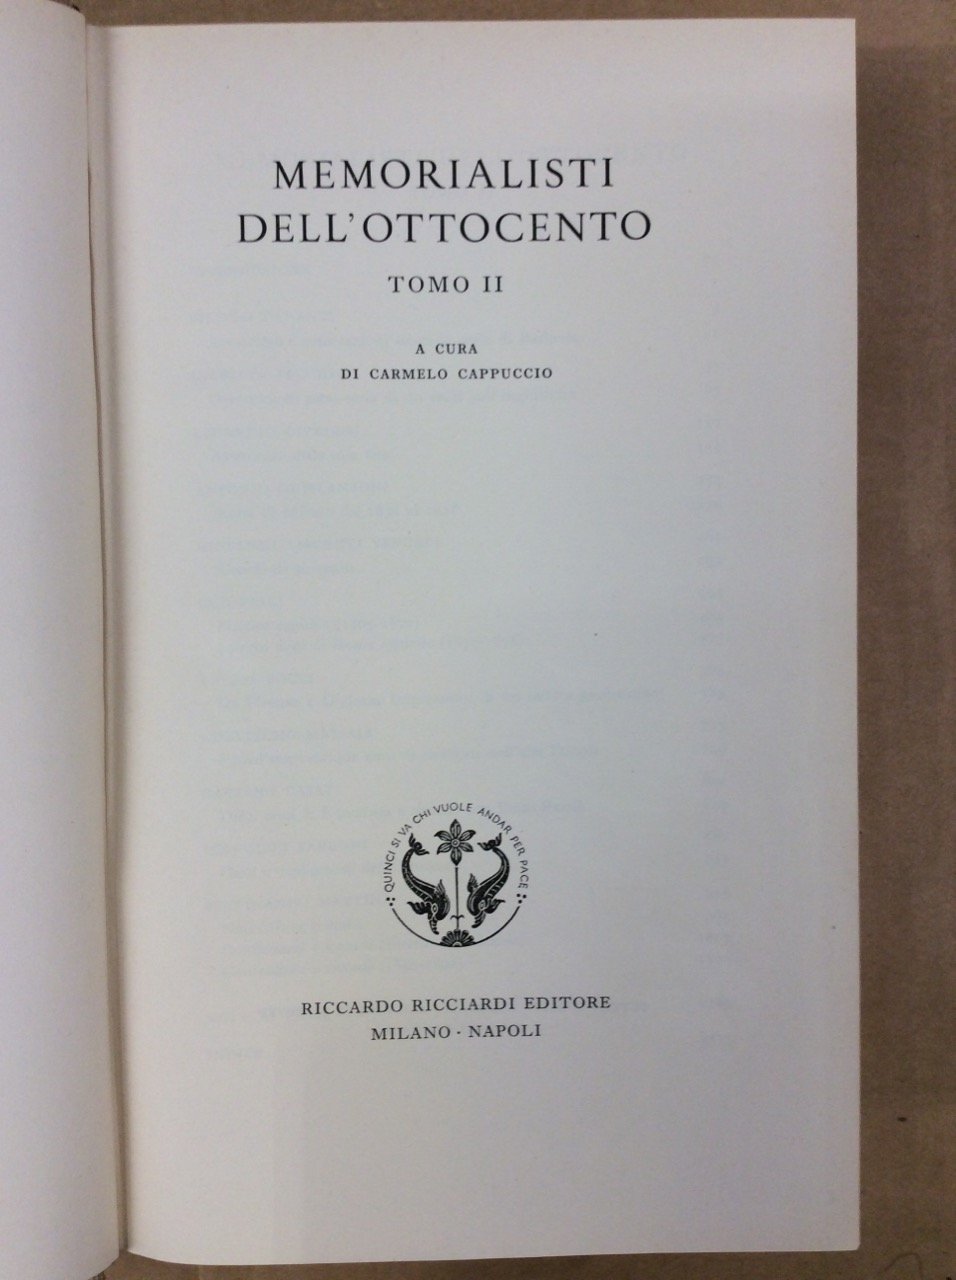 MEMORIALISTI
DELL'OTTOCENTO
TOMO II
A CURA
DI CARMELO CAPPUCCIO
QUINCI SI VA CHI VUOLE ANDAR PER PACE
RICCARDO RICCIARDI EDITORE
MILANO · NAPOLI